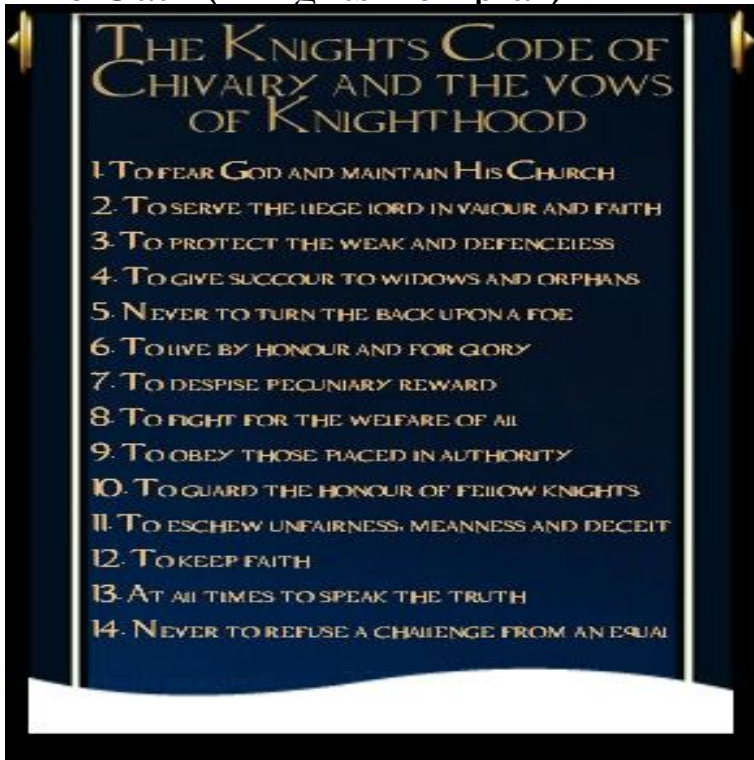 THE KNIGHTS CODE OF
CHIVALRY AND THE VOWS
OF KNIGHTHOOD
1. TO FEAR GOD AND MAINTAIN HIS CHURCH
2. TO SERVE THE LIEGE LORD IN VALOUR AND FAITH
3. TO PROTECT THE WEAK AND DEFENCELESS
4. TO GIVE SUCCOUR TO WIDOWS AND ORPHANS
5. NEVER TO TURN THE BACK UPON A FOE
6. TO LIVE BY HONOUR AND FOR GLORY
7. TO DESPISE PECUNIARY REWARD
8. TO FIGHT FOR THE WELFARE OF ALL
9. TO OBEY THOSE PLACED IN AUTHORITY
10. TO GUARD THE HONOUR OF FELLOW KNIGHTS
11. TO ESCHEW UNFAIRNESS, MEANNESS AND DECEIT
12. TO KEEP FAITH
13. AT ALL TIMES TO SPEAK THE TRUTH
14. NEVER TO REFUSE A CHALLENGE FROM AN EQUAL